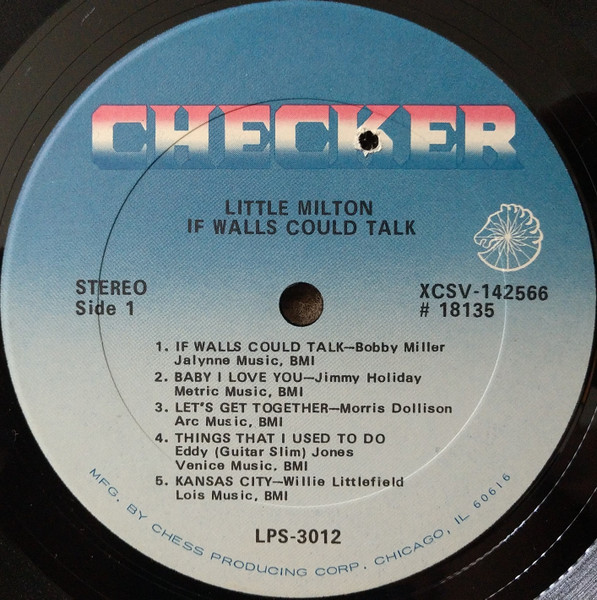 CHECKER
LITTLE MILTON
IF WALLS COULD TALK
STEREO
Side 1
XCSV-142566
# 18135
1. IF WALLS COULD TALK—Bobby Miller
Jalynne Music, BMI
2. BABY I LOVE YOU—Jimmy Holiday
Metric Music, BMI
3. LET'S GET TOGETHER—Morris Dollison
Arc Music, BMI
4. THINGS THAT I USED TO DO
Eddy (Guitar Slim) Jones
Venice Music, BMI
5. KANSAS CITY—Willie Littlefield
Lois Music, BMI
LPS-3012
MFG. BY CHESS PRODUCING CORP. CHICAGO, IL 60616